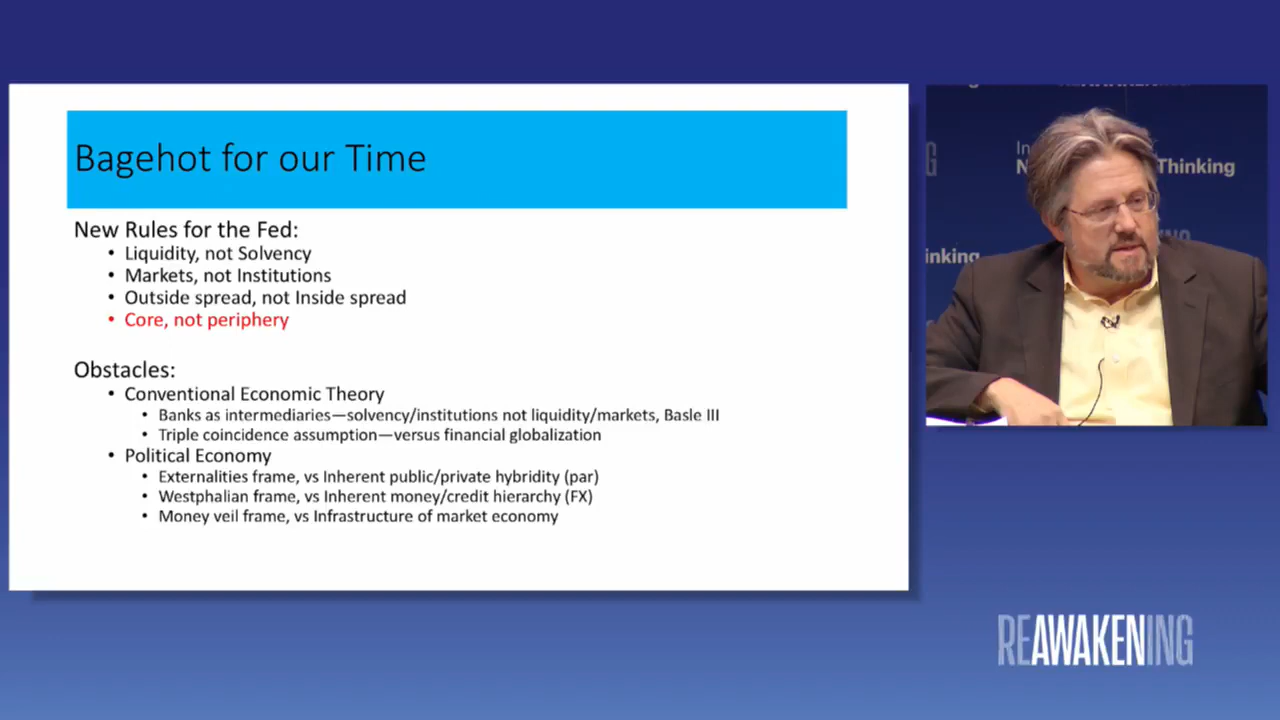 Bagehot for our Time
New Rules for the Fed:
• Liquidity, not Solvency
• Markets, not Institutions
• Outside spread, not Inside spread
• Core, not periphery
Obstacles:
• Conventional Economic Theory
• Banks as intermediaries—solvency/institutions not liquidity/markets, Basle III
• Triple coincidence assumption—versus financial globalization
• Political Economy
• Externalities frame, vs Inherent public/private hybridity (par)
• Westphalian frame, vs Inherent money/credit hierarchy (FX)
• Money veil frame, vs Infrastructure of market economy
Thinking
inking
REAWAKENING